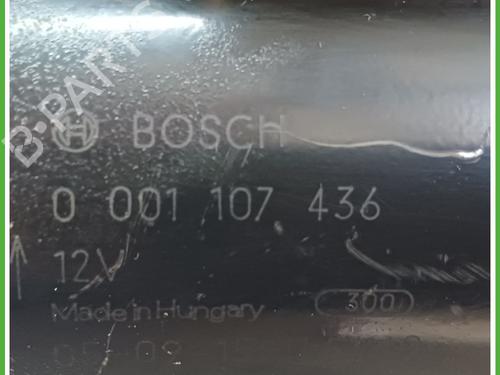 B-PARTS
BOSCH
0 001 107 436
12V
Made in Hungary 300